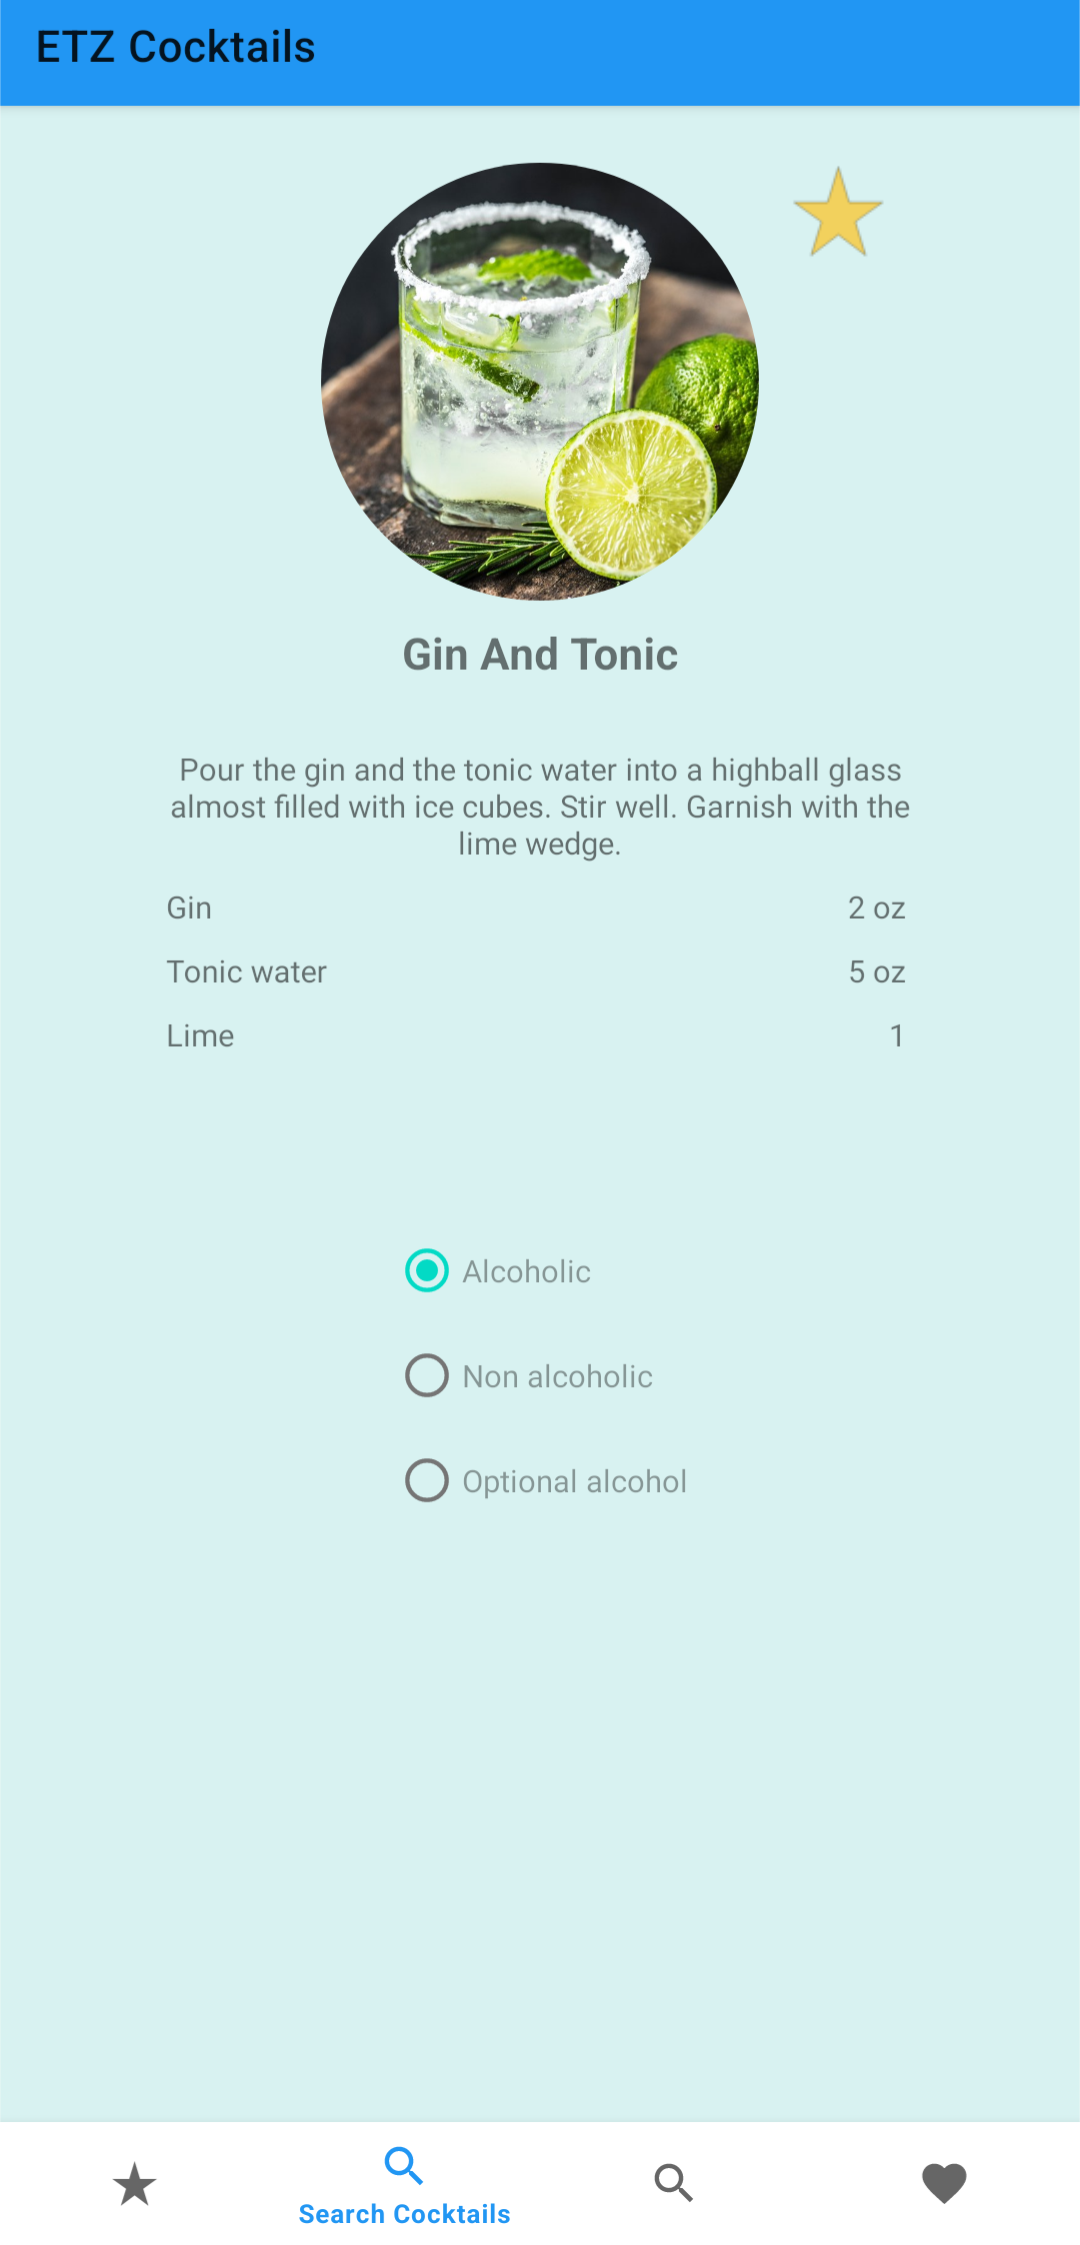 ETZ Cocktails
Gin And Tonic
Pour the gin and the tonic water into a highball glass
almost filled with ice cubes. Stir well. Garnish with the
lime wedge.
Gin 2 oz
Tonic water 5 oz
Lime 1
Alcoholic
Non alcoholic
Optional alcohol
Search Cocktails